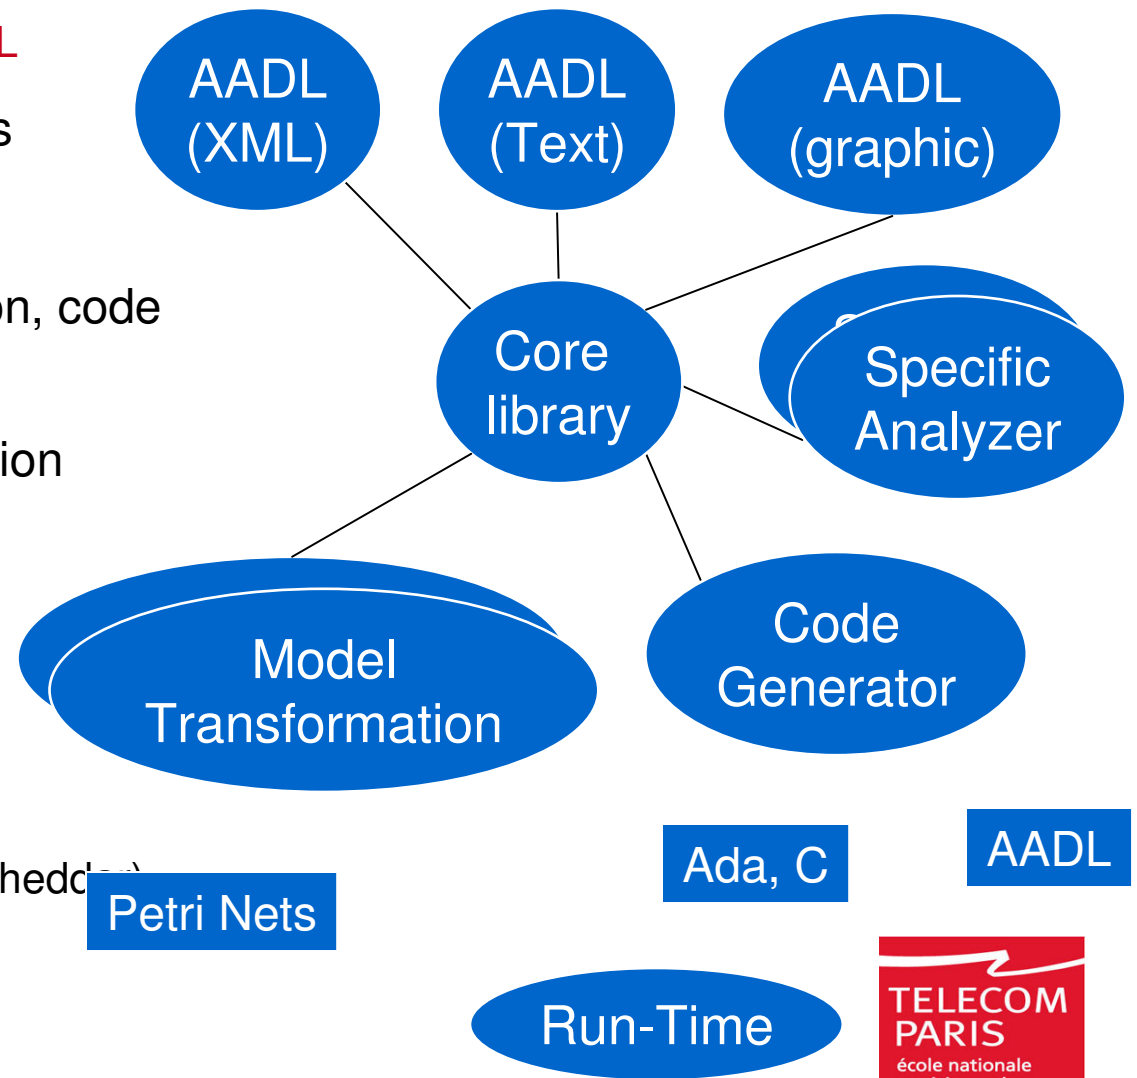 AADL
(XML)
AADL
(Text)
AADL
(graphic)
on, code
Core
library
Specific
Analyzer
Model
Transformation
Code
Generator
Ada, C
AADL
Petri Nets
Run-Time
TELECOM
PARIS
école nationale